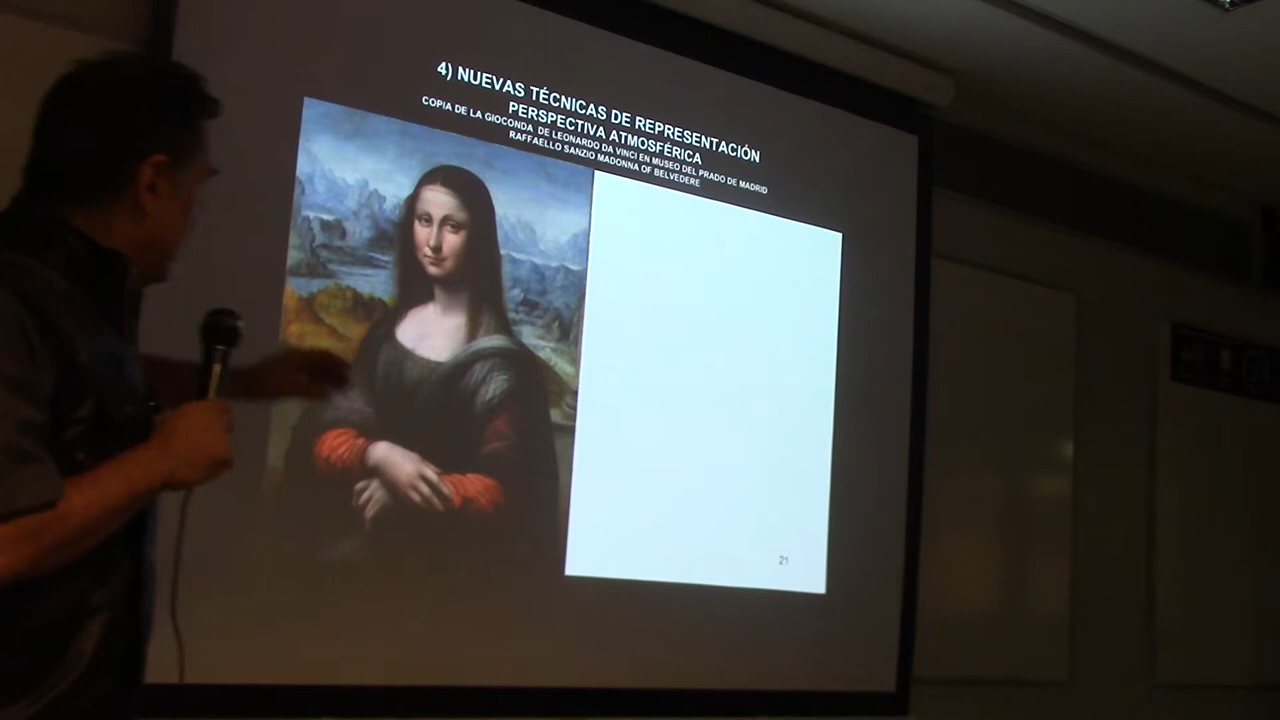 4) NUEVAS TÉCNICAS DE REPRESENTACIÓN
PERSPECTIVA ATMOSFÉRICA
COPIA DE LA GIOCONDA DE LEONARDO DA VINCI EN MUSEO DEL PRADO DE MADRID
RAFFAELLO SANZIO MADONNA OF BELVEDERE
21